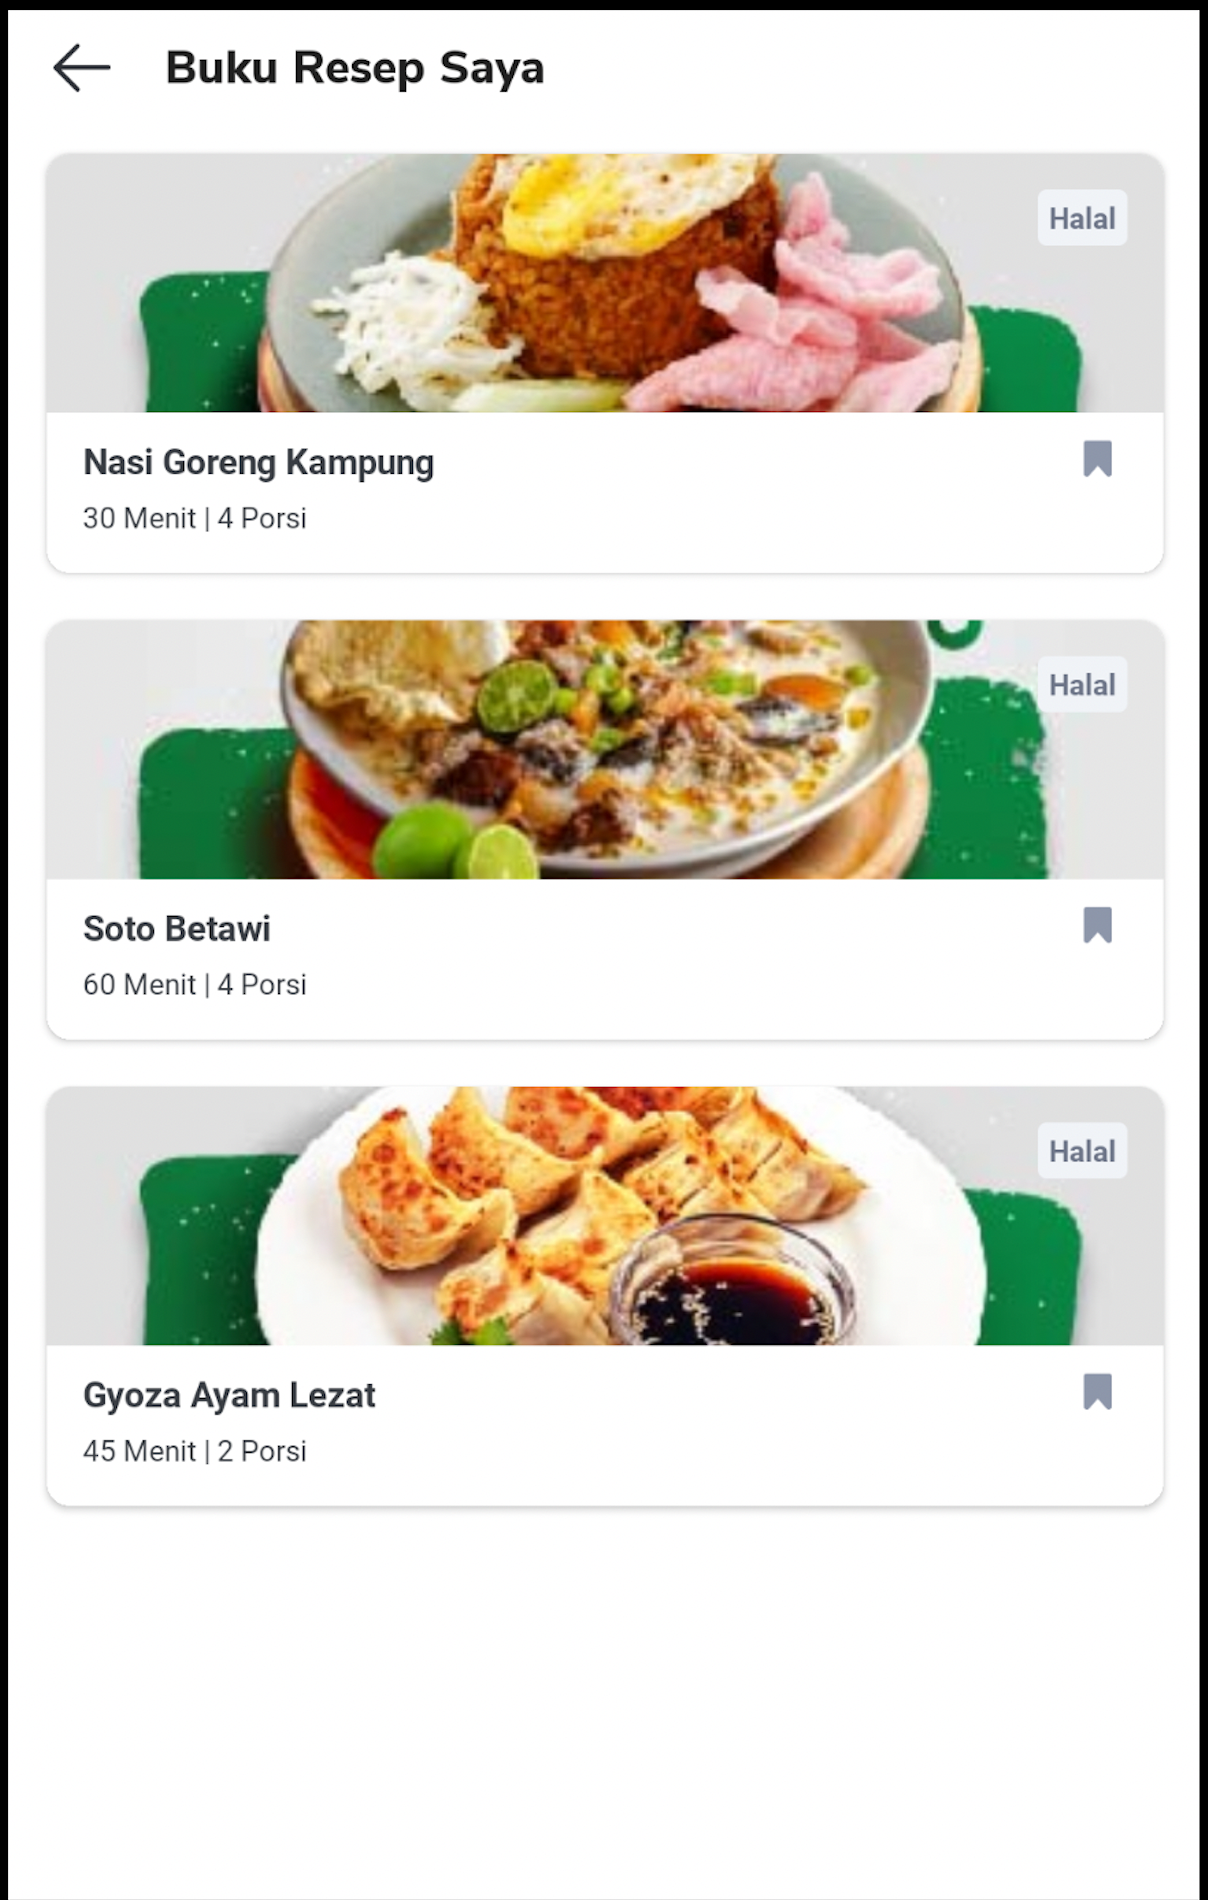 Buku Resep Saya
Halal
Nasi Goreng Kampung
30 Menit | 4 Porsi
Halal
Soto Betawi
60 Menit | 4 Porsi
Halal
Gyoza Ayam Lezat
45 Menit | 2 Porsi